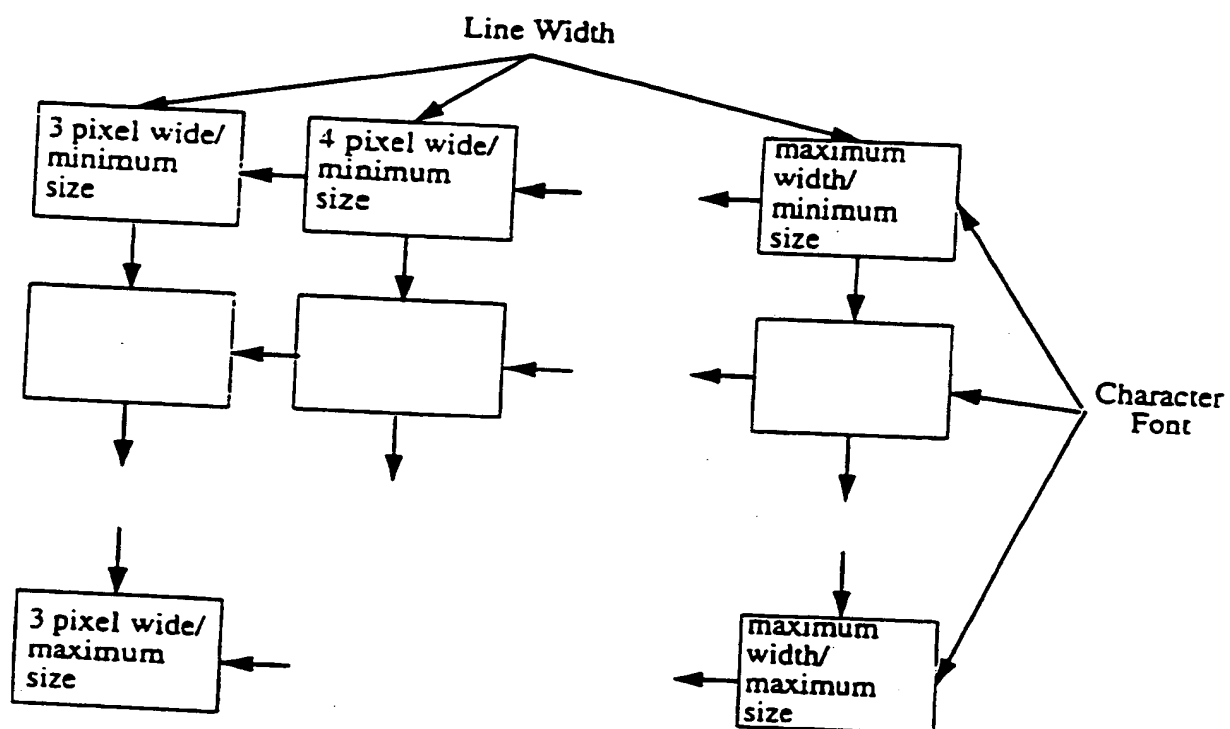 Line Width
3 pixel wide/
minimum
size
4 pixel wide/
minimum
size
maximum
width/
minimum
size
Character
Font
3 pixel wide/
maximum
size
maximum
width/
maximum
size